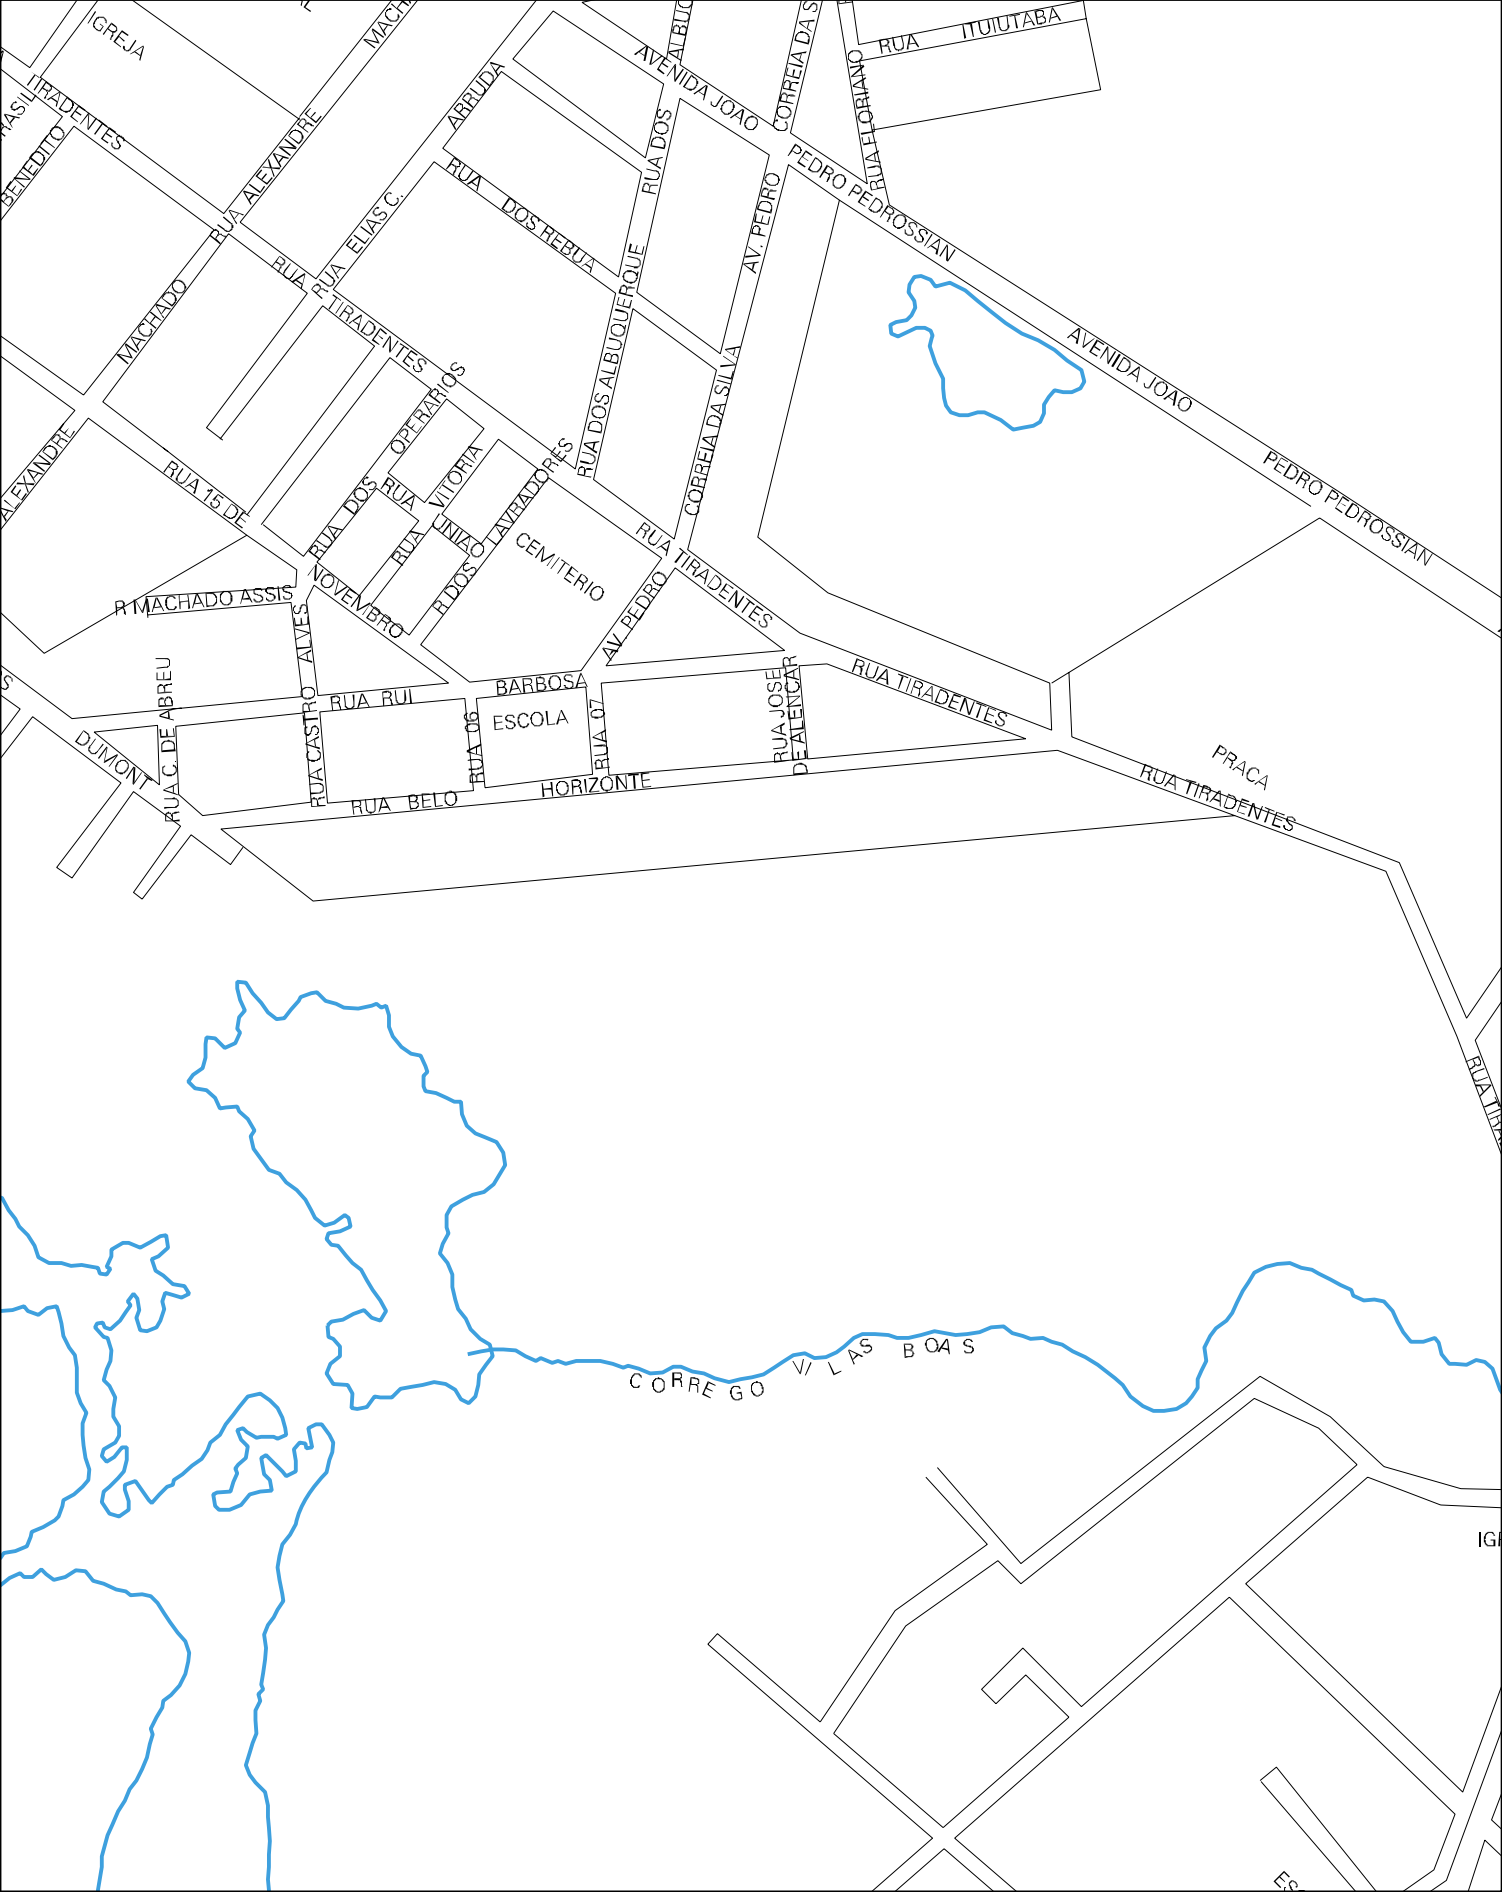 IGREJA
ALBUQ
CORREIA DA S
RUA ITUIUTABA
TIRADENTES
BENEDITO
RUA ALEXANDRE
ARRUDA
AVENIDA JOAO
RUA FLORIANO
PEDRO PEDROSSIAN
RUA DOS
RUA DOS REBUA
AV. PEDRO
RUA ELIAS C.
MACHADO
RUA TIRADENTES
RUA DOS ALBUQUERQUE
CORREIA DA SILVA
AVENIDA JOAO
PEDRO PEDROSSIAN
ALEXANDRE
RUA 15 DE
NOVEMBRO
RUA DOS OPERARIOS
RUA VITORIA
RUA UNIAO
R DOS LAVRADORES
CEMITERIO
RUA TIRADENTES
AV. PEDRO
R MACHADO ASSIS
RUA CASTRO ALVES
RUA C. DE ABREU
RUA RUI BARBOSA
ESCOLA
RUA 06
RUA 07
RUA JOSE
DE ALENCAR
RUA TIRADENTES
DUMONT
RUA BELO HORIZONTE
PRACA
RUA TIRADENTES
RUA TIRA
CORREGO VILAS BOAS